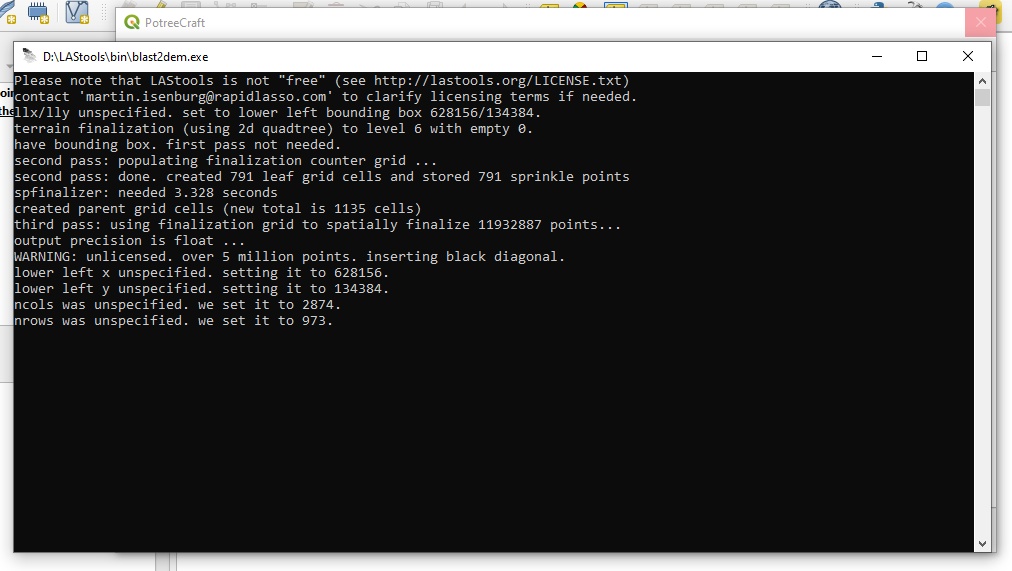 PotreeCraft
D:\LAStools\bin\blast2dem.exe
Please note that LAStools is not "free" (see http://lastools.org/LICENSE.txt)
contact 'martin.isenburg@rapidlasso.com' to clarify licensing terms if needed.
llx/lly unspecified. set to lower left bounding box 628156/134384.
terrain finalization (using 2d quadtree) to level 6 with empty 0.
have bounding box. first pass not needed.
second pass: populating finalization counter grid ...
second pass: done. created 791 leaf grid cells and stored 791 sprinkle points
spfinalizer: needed 3.328 seconds
created parent grid cells (new total is 1135 cells)
third pass: using finalization grid to spatially finalize 11932887 points...
output precision is float ...
WARNING: unlicensed. over 5 million points. inserting black diagonal.
lower left x unspecified. setting it to 628156.
lower left y unspecified. setting it to 134384.
ncols was unspecified. we set it to 2874.
nrows was unspecified. we set it to 973.